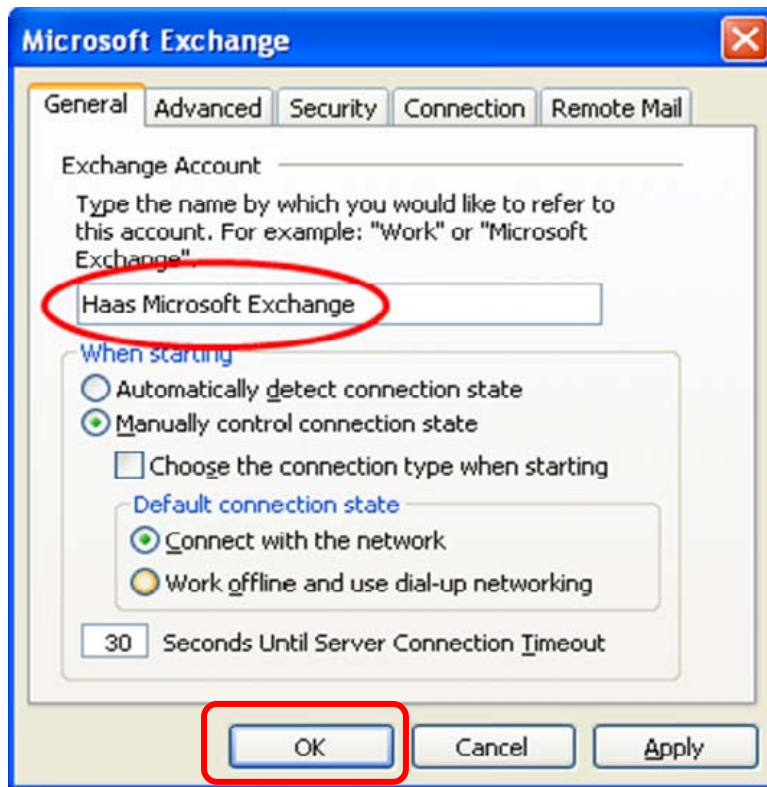 Microsoft Exchange
General Advanced Security Connection Remote Mail
Exchange Account
Type the name by which you would like to refer to
this account. For example: "Work" or "Microsoft
Exchange".
Haas Microsoft Exchange
When starting
Automatically detect connection state
Manually control connection state
Choose the connection type when starting
Default connection state
Connect with the network
Work offline and use dial-up networking
30 Seconds Until Server Connection Timeout
OK Cancel Apply